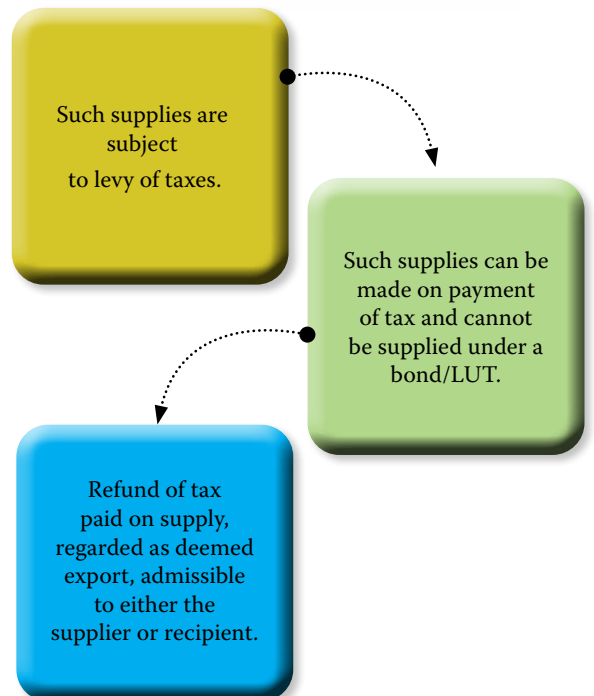 Such supplies are
subject
to levy of taxes.
Such supplies can be
made on payment
of tax and cannot
be supplied under a
bond/LUT.
Refund of tax
paid on supply,
regarded as deemed
export, admissible
to either the
supplier or recipient.